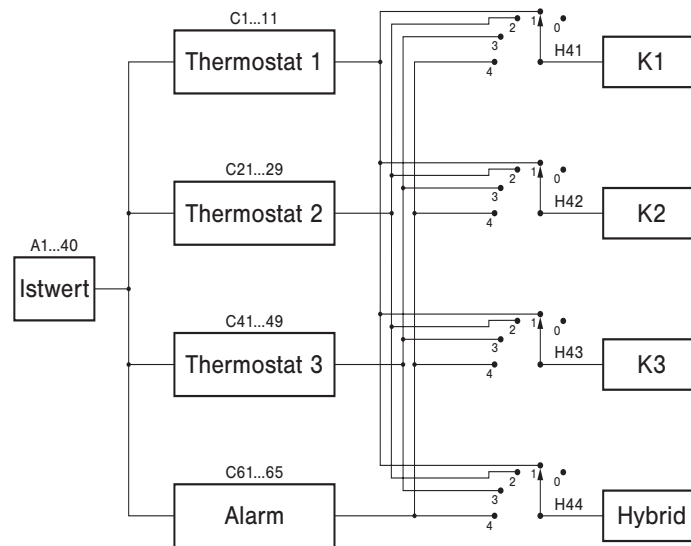 C1...11
Thermostat 1
2
1
0
3
4
H41
K1
C21...29
Thermostat 2
2
1
0
3
4
H42
K2
A1...40
Istwert
C41...49
Thermostat 3
2
1
0
3
4
H43
K3
C61...65
Alarm
2
1
0
3
4
H44
Hybrid